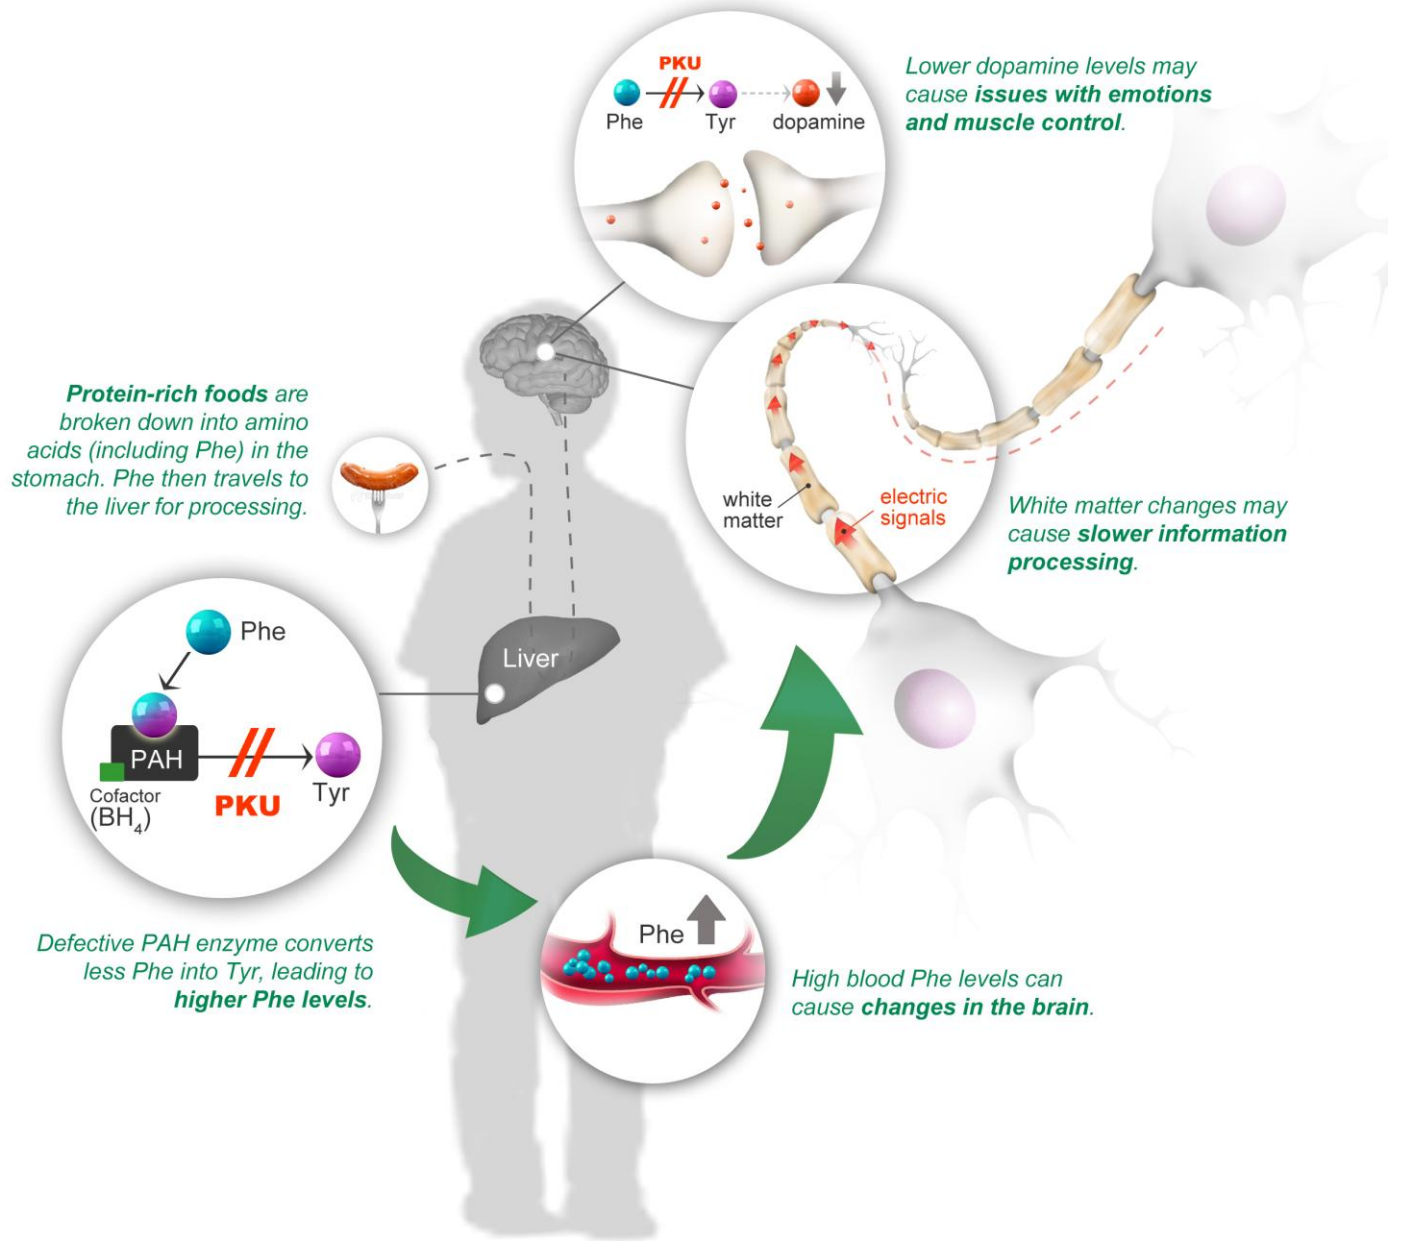 PKU
Phe
Tyr
dopamine
Lower dopamine levels may
cause issues with emotions
and muscle control.
Protein-rich foods are
broken down into amino
acids (including Phe) in the
stomach. Phe then travels to
the liver for processing.
white
matter
electric
signals
White matter changes may
cause slower information
processing.
Phe
PAH
Cofactor
(BH₄)
PKU
Tyr
Liver
Defective PAH enzyme converts
less Phe into Tyr, leading to
higher Phe levels.
Phe
High blood Phe levels can
cause changes in the brain.